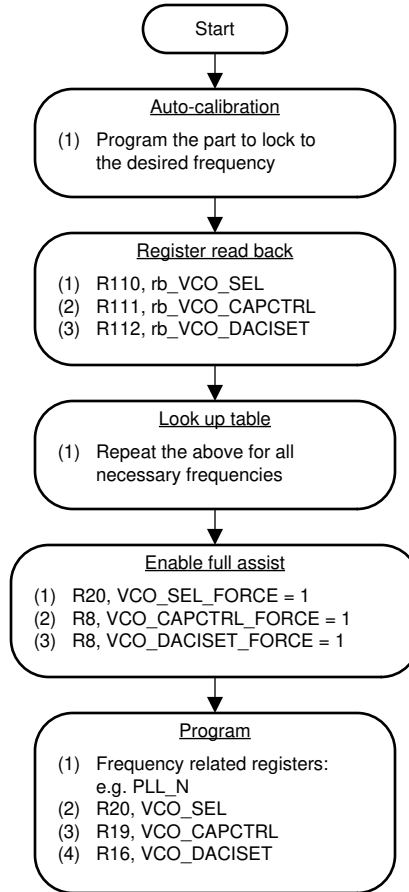 Start
Auto-calibration
(1) Program the part to lock to
the desired frequency
Register read back
(1) R110, rb_VCO_SEL
(2) R111, rb_VCO_CAPCTRL
(3) R112, rb_VCO_DACISET
Look up table
(1) Repeat the above for all
necessary frequencies
Enable full assist
(1) R20, VCO_SEL_FORCE = 1
(2) R8, VCO_CAPCTRL_FORCE = 1
(3) R8, VCO_DACISET_FORCE = 1
Program
(1) Frequency related registers:
e.g. PLL_N
(2) R20, VCO_SEL
(3) R19, VCO_CAPCTRL
(4) R16, VCO_DACISET